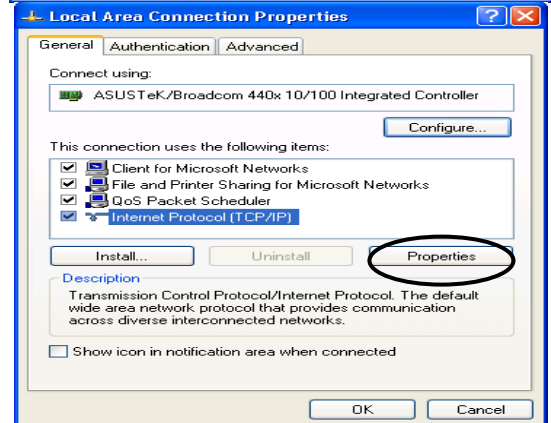 Local Area Connection Properties
General Authentication Advanced
Connect using:
ASUSTeK/Broadcom 440x 10/100 Integrated Controller
Configure...
This connection uses the following items:
Client for Microsoft Networks
File and Printer Sharing for Microsoft Networks
QoS Packet Scheduler
Internet Protocol (TCP/IP)
Install... Uninstall Properties
Description
Transmission Control Protocol/Internet Protocol. The default
wide area network protocol that provides communication
across diverse interconnected networks.
Show icon in notification area when connected
OK Cancel